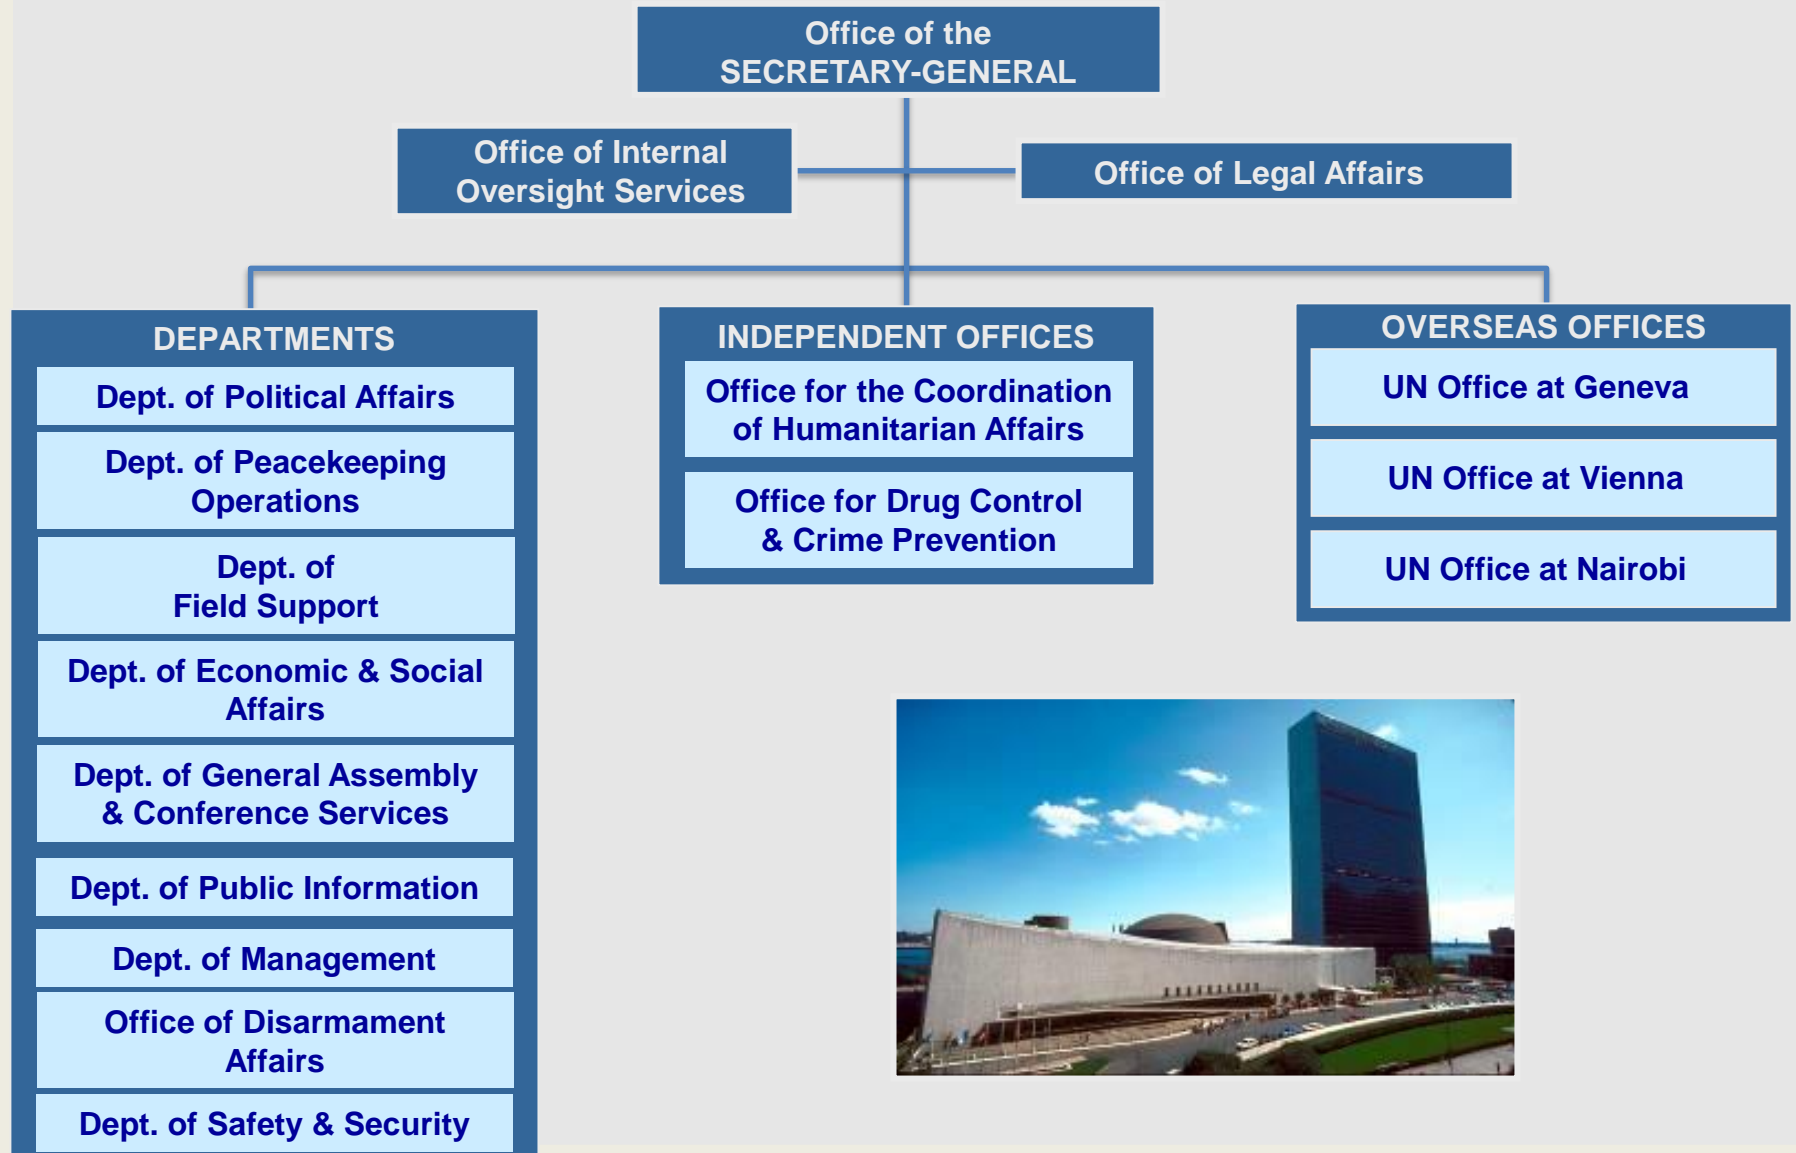 Office of the
SECRETARY-GENERAL
Office of Internal
Oversight Services
Office of Legal Affairs
DEPARTMENTS
Dept. of Political Affairs
Dept. of Peacekeeping
Operations
Dept. of
Field Support
Dept. of Economic & Social
Affairs
Dept. of General Assembly
& Conference Services
Dept. of Public Information
Dept. of Management
Office of Disarmament
Affairs
Dept. of Safety & Security
INDEPENDENT OFFICES
Office for the Coordination
of Humanitarian Affairs
Office for Drug Control
& Crime Prevention
OVERSEAS OFFICES
UN Office at Geneva
UN Office at Vienna
UN Office at Nairobi